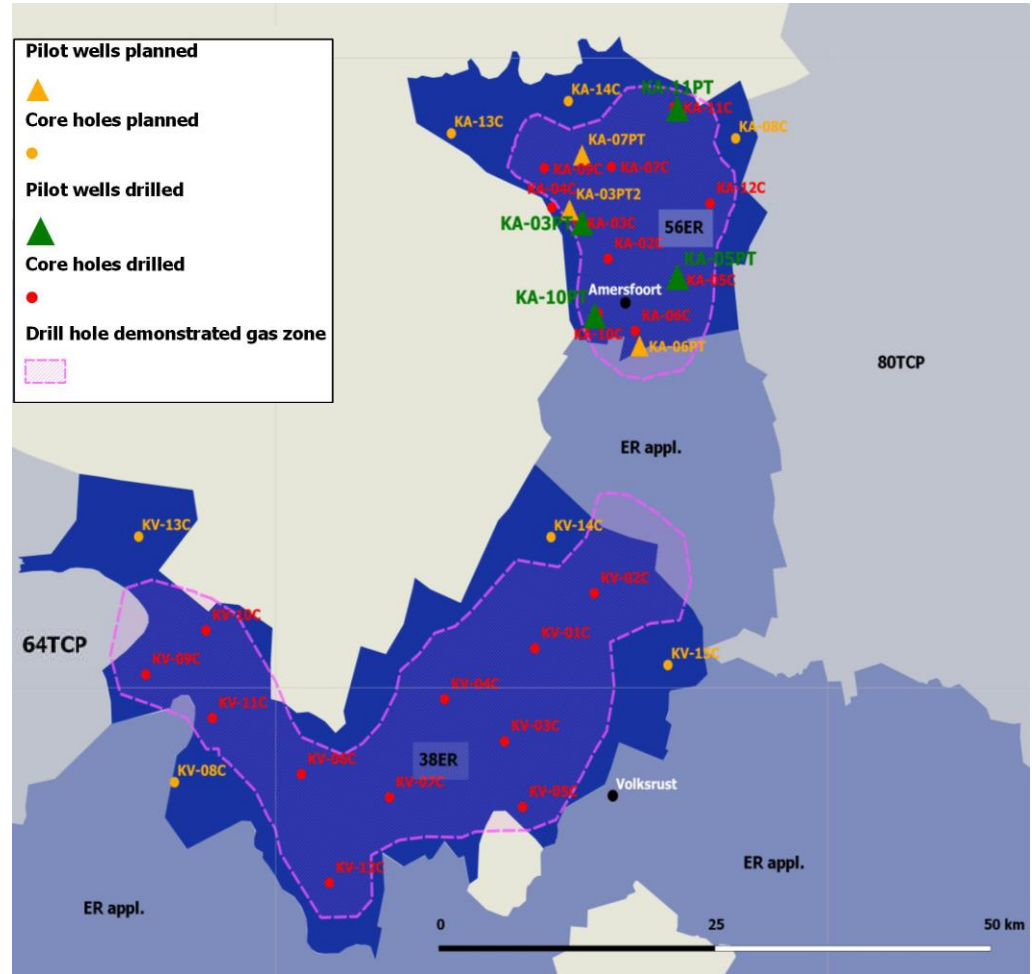 Pilot wells planned
Core holes planned
Pilot wells drilled
Core holes drilled
Drill hole demonstrated gas zone
KA-14C
KA-13C
KA-11PT
KA-11C
KA-08C
KA-07PT
KA-09C
KA-07C
KA-04C
KA-12C
KA-03PT2
KA-03PT
KA-03C
56ER
KA-02C
KA-05PT
KA-05C
Amersfoort
KA-10PT
KA-06C
KA-10C
KA-06PT
80TCP
ER appl.
KV-13C
KV-14C
KV-02C
KV-10C
KV-01C
64TCP
KV-09C
KV-15C
KV-04C
KV-11C
KV-03C
38ER
KV-06C
KV-08C
KV-07C
Volksrust
KV-05C
KV-12C
ER appl.
ER appl.
0
25
50 km